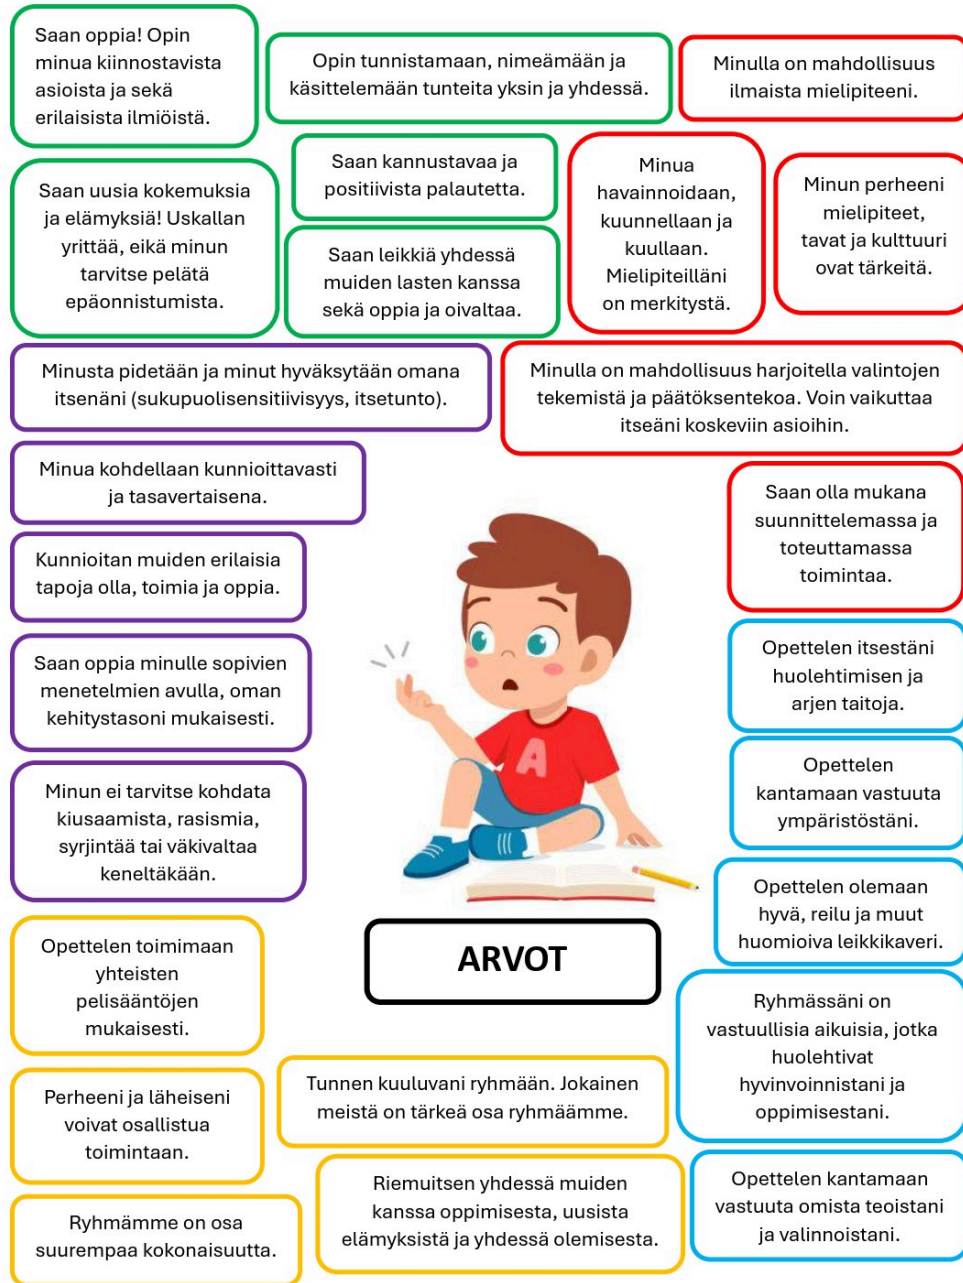 Saan oppia! Opin
minua kiinnostavista
asioista ja sekä
erilaisista ilmiöistä.
Opin tunnistamaan, nimeämään ja
käsittelemään tunteita yksin ja yhdessä.
Minulla on mahdollisuus
ilmaista mielipiteeni.
Saan uusia kokemuksia
ja elämyksiä! Uskallan
yrittää, eikä minun
tarvitse pelätä
epäonnistumista.
Saan kannustavaa ja
positiivista palautetta.
Saan leikkiä yhdessä
muiden lasten kanssa
sekä oppia ja oivaltaa.
Minua
havainnoidaan,
kuunnellaan ja
kuullaan.
Mielipiteilläni
on merkitystä.
Minun perheeni
mielipiteet,
tavat ja kulttuuri
ovat tärkeitä.
Minusta pidetään ja minut hyväksytään omana
itsenäni (sukupuolisensitiivisyys, itsetunto).
Minulla on mahdollisuus harjoitella valintojen
tekemistä ja päätöksentekoa. Voin vaikuttaa
itseäni koskeviin asioihin.
Minua kohdellaan kunnioittavasti
ja tasavertaisena.
Saan olla mukana
suunnittelemassa ja
toteuttamassa
toimintaa.
Kunnioitan muiden erilaisia
tapoja olla, toimia ja oppia.
Opettelen itsestäni
huolehtimisen ja
arjen taitoja.
Saan oppia minulle sopivien
menetelmien avulla, oman
kehitystasoni mukaisesti.
A
Opettelen
kantamaan vastuuta
ympäristöstäni.
Minun ei tarvitse kohdata
kiusaamista, rasismia,
syrjintää tai väkivaltaa
keneltäkään.
Opettelen olemaan
hyvä, reilu ja muut
huomioiva leikkikaveri.
ARVOT
Opettelen toimimaan
yhteisten
pelisääntöjen
mukaisesti.
Ryhmässäni on
vastuullisia aikuisia, jotka
huolehtivat
hyvinvoinnistani ja
oppimisestani.
Perheeni ja läheiseni
voivat osallistua
toimintaan.
Tunnen kuuluvani ryhmään. Jokainen
meistä on tärkeä osa ryhmäämme.
Ryhmämme on osa
suurempaa kokonaisuutta.
Riemuitsen yhdessä muiden
kanssa oppimisesta, uusista
elämyksistä ja yhdessä olemisesta.
Opettelen kantamaan
vastuuta omista teoistani
ja valinnoistani.